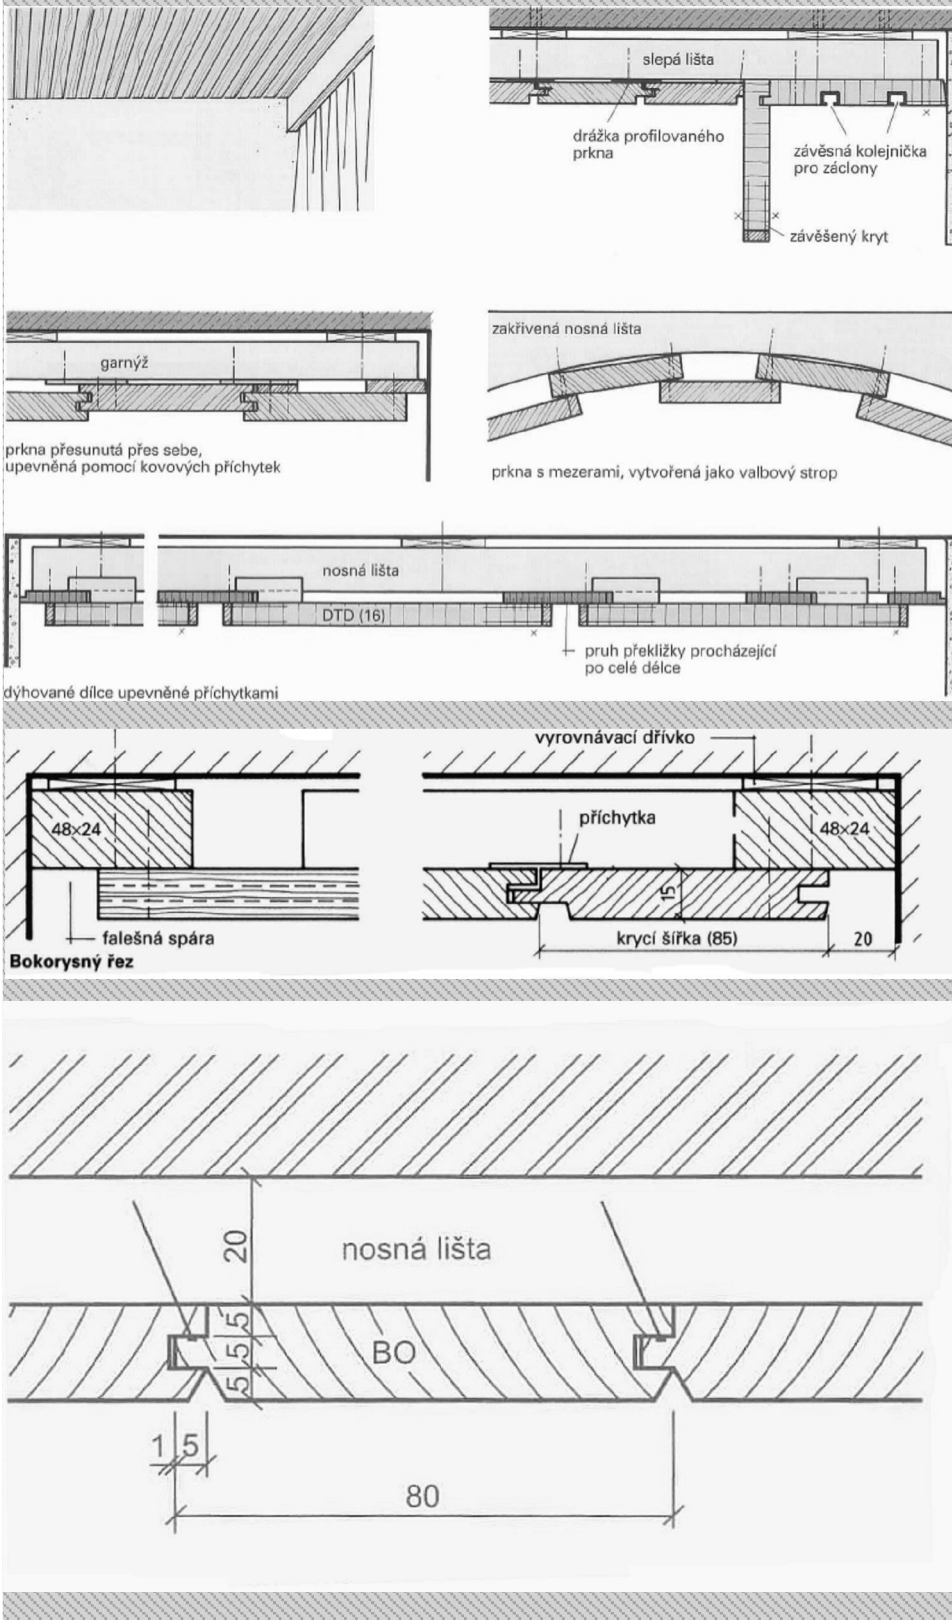 slepá lišta
drážka profilovaného
prkna
závěsná kolejnička
pro záclony
závěšený kryt
garnýž
prkna přesunutá přes sebe,
upevněná pomocí kovových příchytek
zakřivená nosná lišta
prkna s mezerami, vytvořená jako valbový strop
nosná lišta
DTD (16)
pruh překližky procházející
po celé délce
dýhované dílce upevněné příchytkami
vyrovnávací dřívko
48×24
příchytka
48×24
15
falešná spára
krycí šířka (85)
20
Bokorysný řez
20
nosná lišta
5
5
BO
5
1
5
80